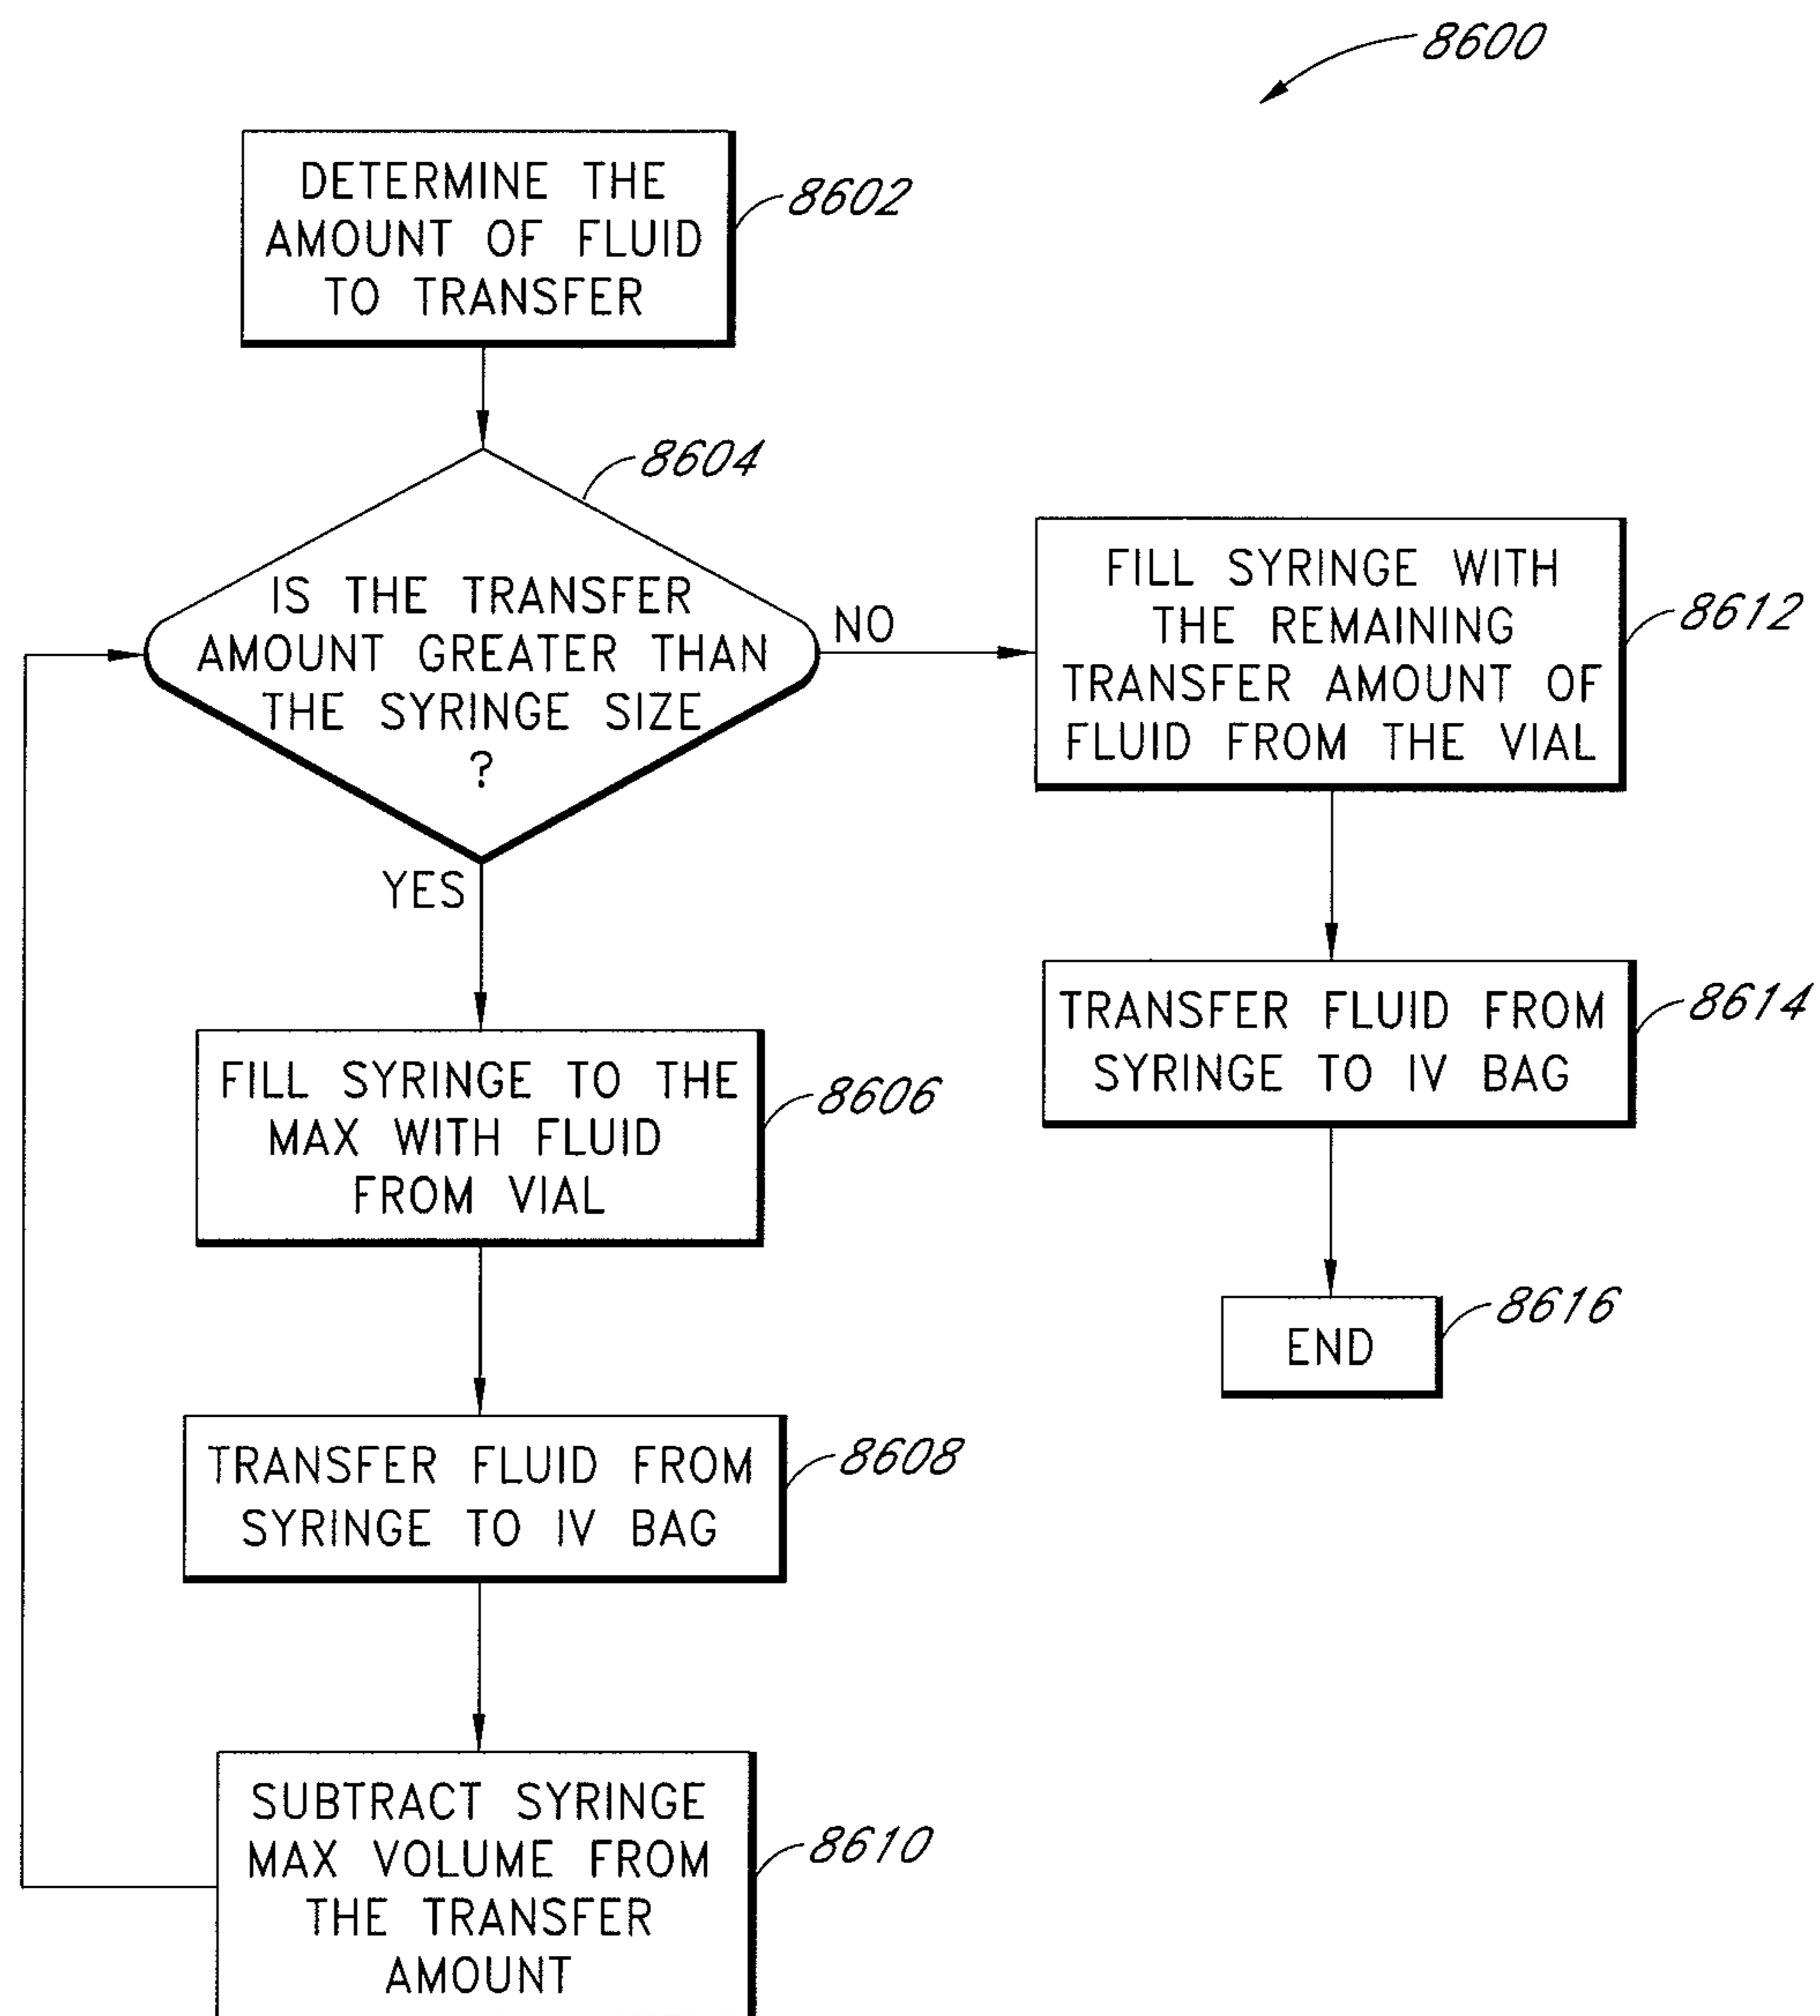 8600
DETERMINE THE
AMOUNT OF FLUID
TO TRANSFER
8602
8604
IS THE TRANSFER
AMOUNT GREATER THAN
THE SYRINGE SIZE
?
NO
YES
FILL SYRINGE WITH
THE REMAINING
TRANSFER AMOUNT OF
FLUID FROM THE VIAL
8612
TRANSFER FLUID FROM
SYRINGE TO IV BAG
8614
END
8616
FILL SYRINGE TO THE
MAX WITH FLUID
FROM VIAL
8606
TRANSFER FLUID FROM
SYRINGE TO IV BAG
8608
SUBTRACT SYRINGE
MAX VOLUME FROM
THE TRANSFER
AMOUNT
8610